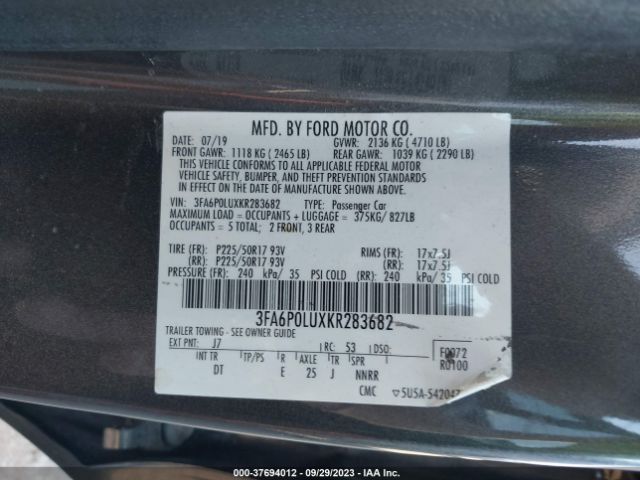 MFD. BY FORD MOTOR CO.
DATE: 07/19 GVWR: 2136 KG ( 4710 LB)
FRONT GAWR: 1118 KG ( 2465 LB) REAR GAWR: 1039 KG ( 2290 LB)
THIS VEHICLE CONFORMS TO ALL APPLICABLE FEDERAL MOTOR
VEHICLE SAFETY, BUMPER, AND THEFT PREVENTION STANDARDS
IN EFFECT ON THE DATE OF MANUFACTURE SHOWN ABOVE.
VIN: 3FA6P0LUXKR283682 TYPE: Passenger Car
MAXIMUM LOAD = OCCUPANTS + LUGGAGE = 375KG/ 827LB
OCCUPANTS = 5 TOTAL; 2 FRONT, 3 REAR
TIRE (FR): P225/50R17 93V RIMS (FR): 17x7.5J
(RR): P225/50R17 93V (RR): 17x7.5J
PRESSURE (FR): 240 kPa/ 35 PSI COLD (RR): 240 kPa/ 35 PSI COLD
3FA6P0LUXKR283682
TRAILER TOWING - SEE OWNER GUIDE
EXT PNT: J7 RC: 53 DSO: F0072
INT TR TP/PS R AXLE TR SPR R0100
DT E 25 J NNRR
CMC ▽5U5A-542047
000-37694012 - 09/29/2023 - IAA Inc.